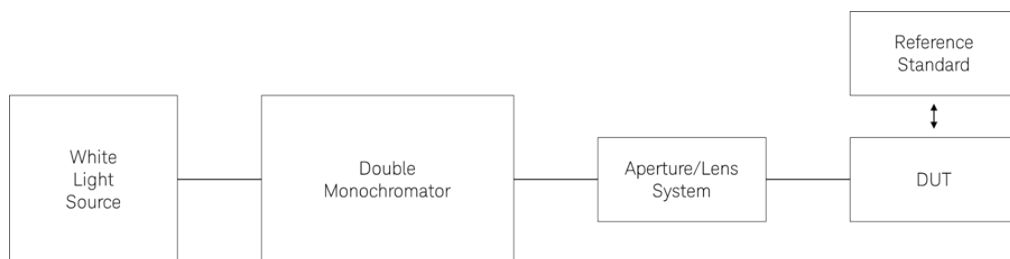 Reference
Standard
White
Light
Source
Double
Monochromator
Aperture/Lens
System
DUT